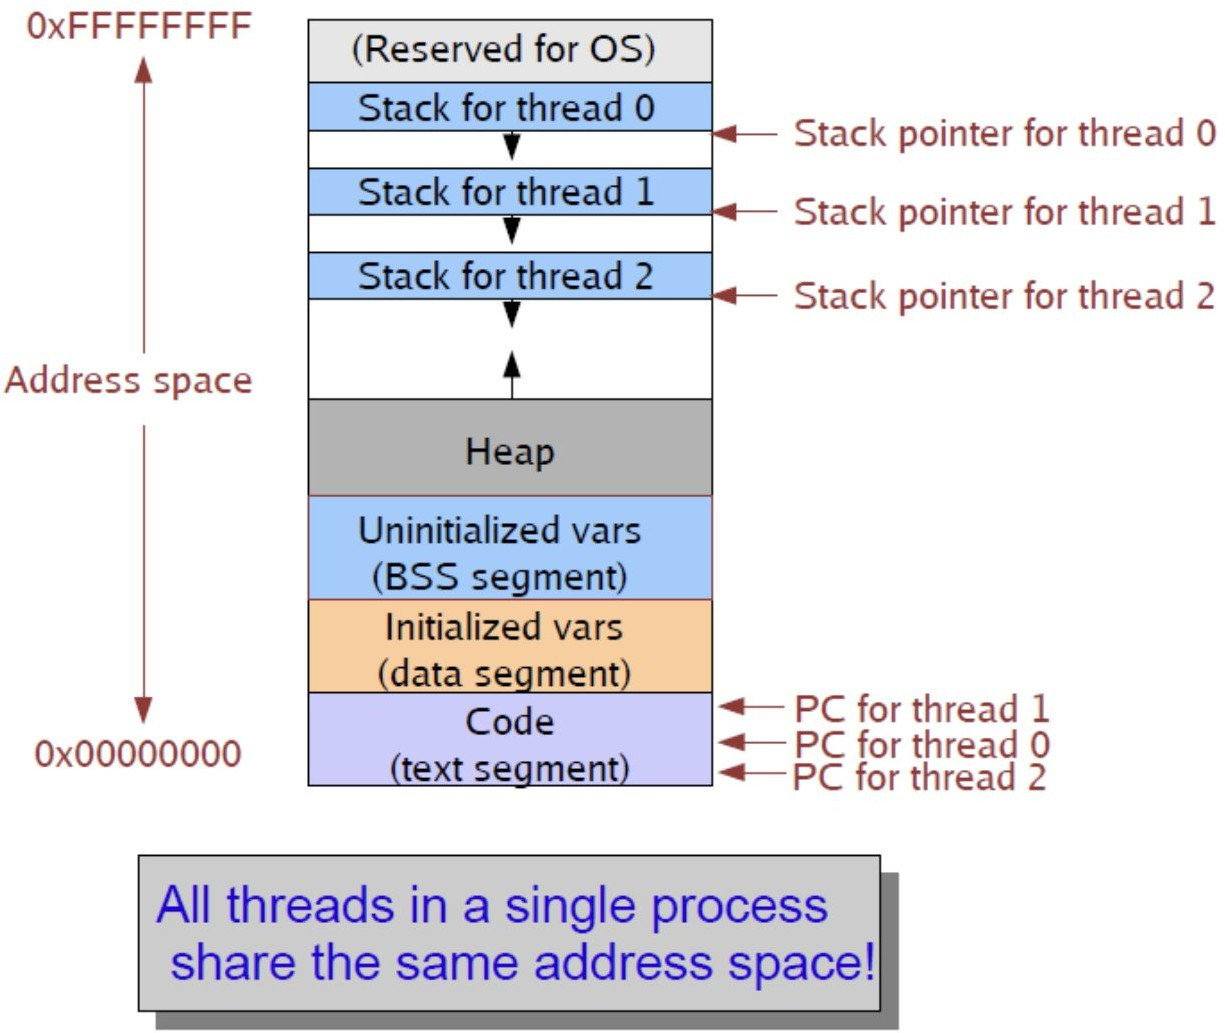 0xFFFFFFFF
(Reserved for OS)
Stack for thread 0
Stack pointer for thread 0
Stack for thread 1
Stack pointer for thread 1
Stack for thread 2
Stack pointer for thread 2
Address space
Heap
Uninitialized vars
(BSS segment)
Initialized vars
(data segment)
Code
(text segment)
PC for thread 1
PC for thread 0
PC for thread 2
0x00000000
All threads in a single process
share the same address space!